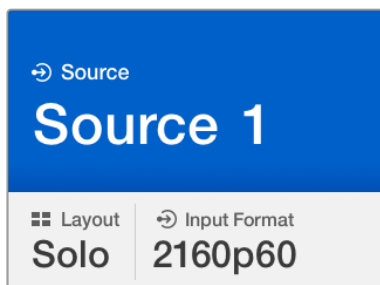 Source
Source 1
Layout
Input Format
Solo
2160p60